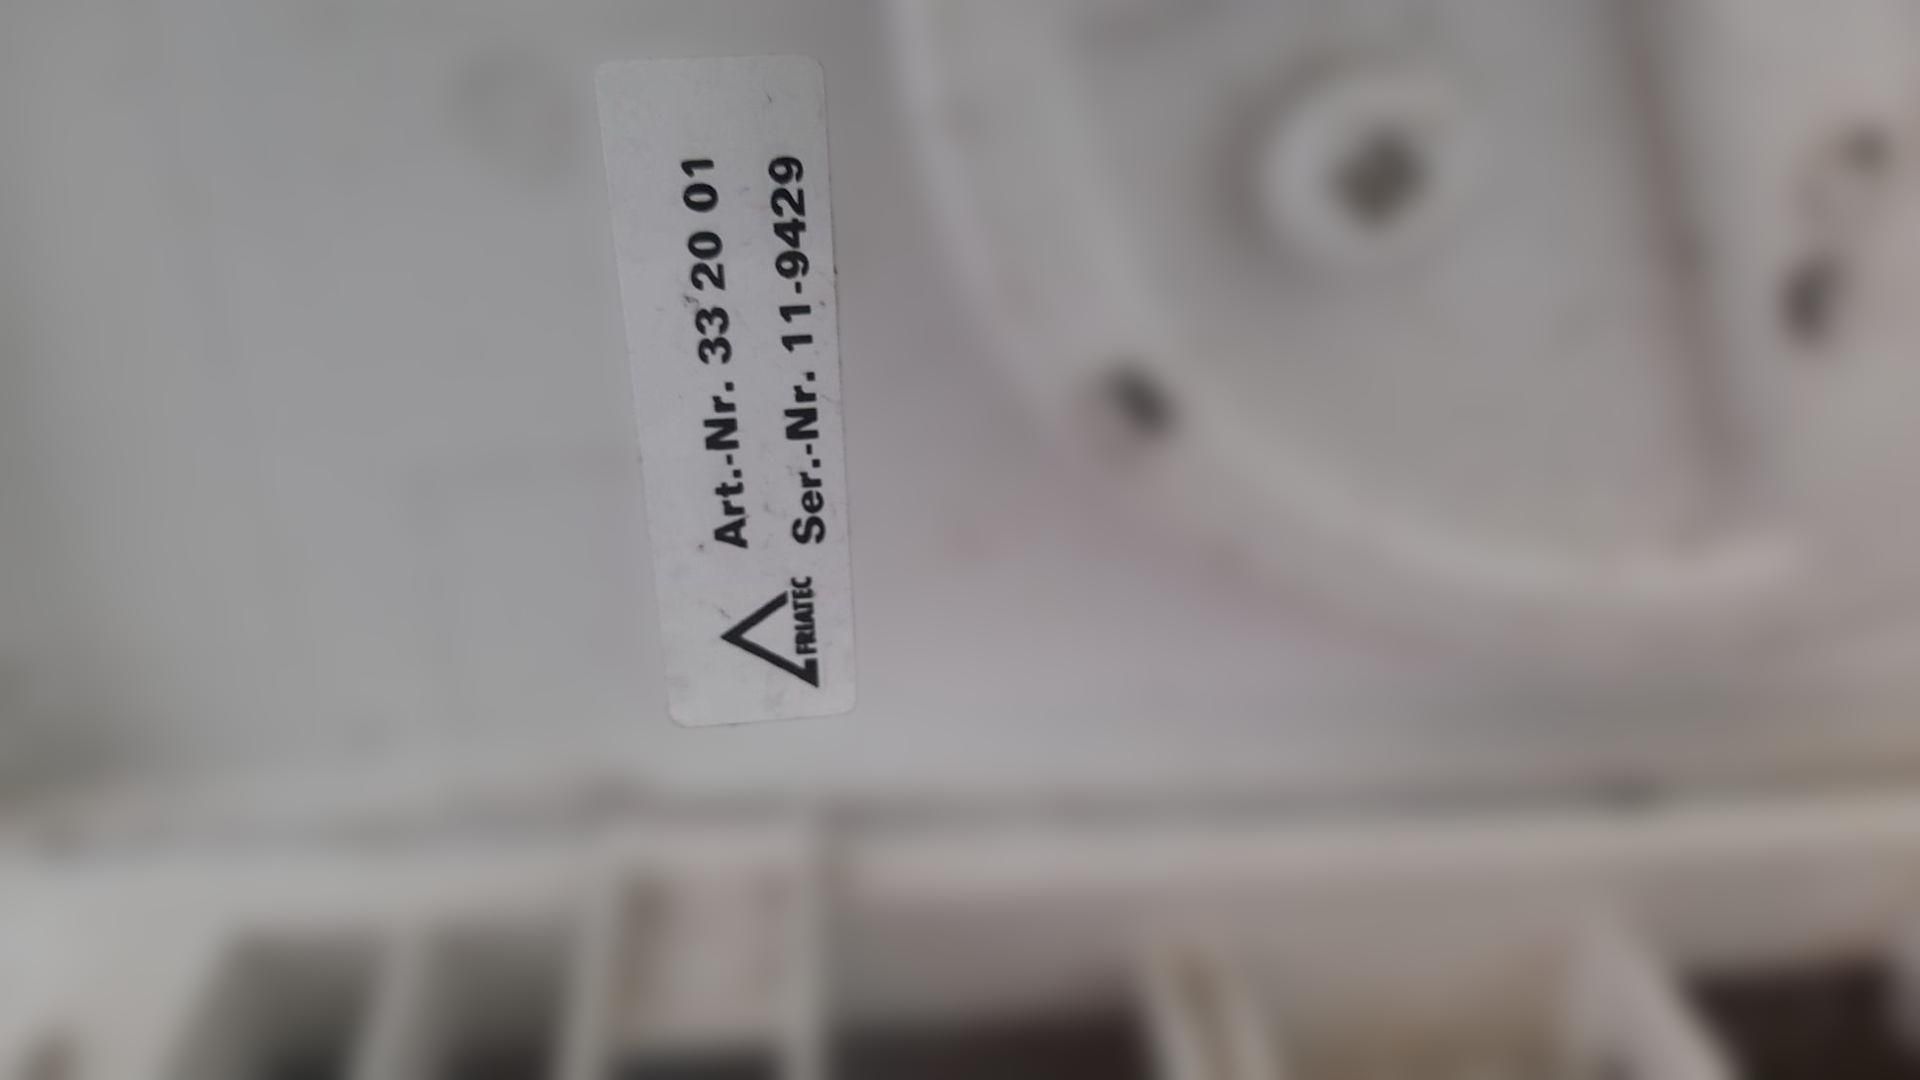 Art.-Nr. 33 20 01
Ser.-Nr. 11-9429
FRIATEC